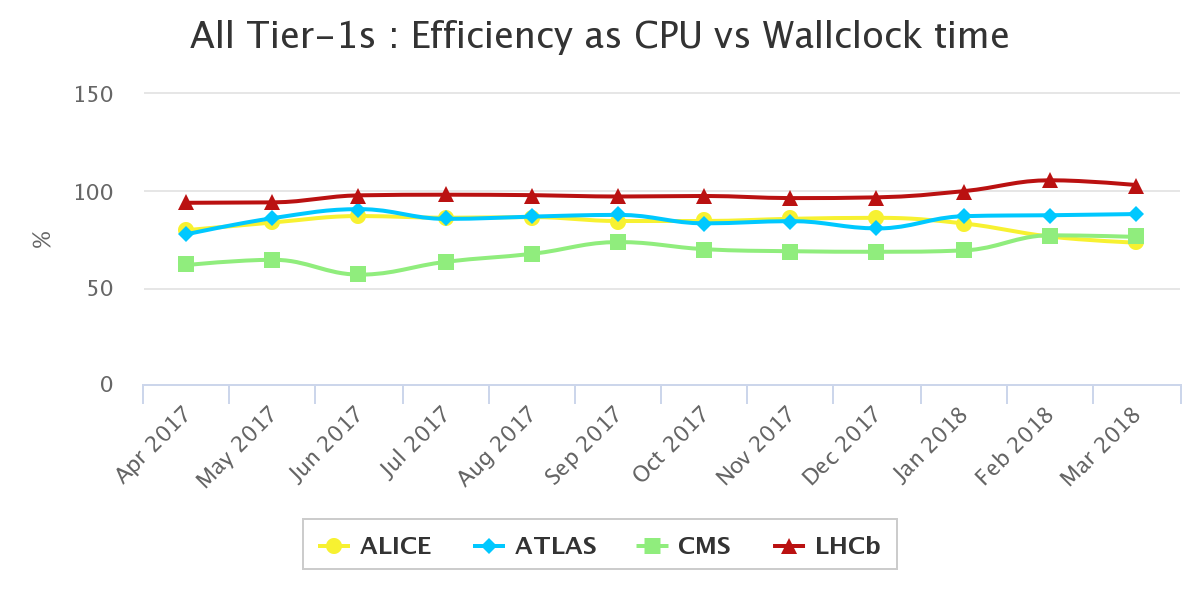 All Tier-1s : Efficiency as CPU vs Wallclock time
150
100
50
0
%
Apr 2017
May 2017
Jun 2017
Jul 2017
Aug 2017
Sep 2017
Oct 2017
Nov 2017
Dec 2017
Jan 2018
Feb 2018
Mar 2018
ALICE ATLAS CMS LHCb